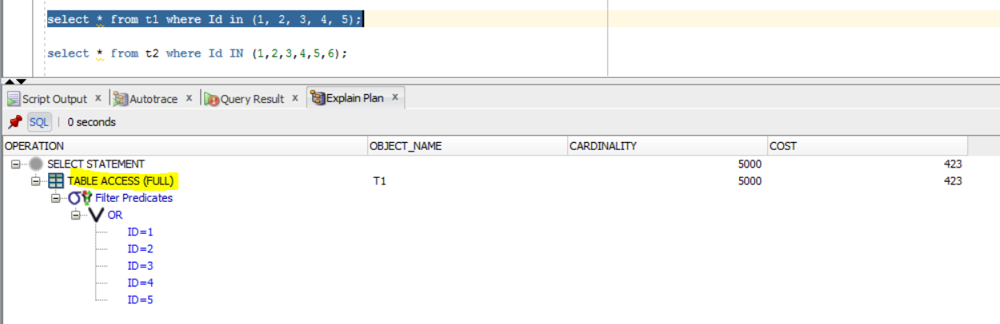 select * from t1 where Id in (1, 2, 3, 4, 5);
select * from t2 where Id IN (1,2,3,4,5,6);
Script Output x Autotrace x Query Result x Explain Plan x
SQL | 0 seconds
OPERATION OBJECT_NAME CARDINALITY COST
SELECT STATEMENT 5000 423
TABLE ACCESS (FULL) T1 5000 423
Filter Predicates
OR
ID=1
ID=2
ID=3
ID=4
ID=5